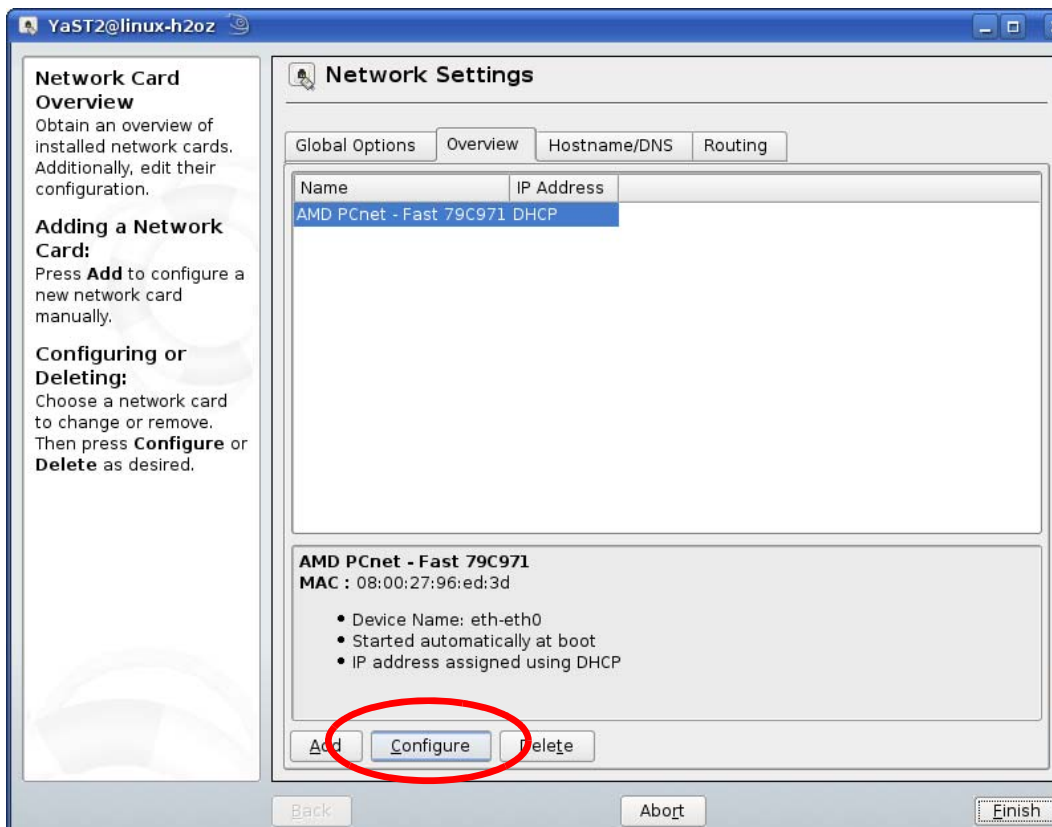 YaST2@linux-h2oz
Network Card
Overview
Obtain an overview of
installed network cards.
Additionally, edit their
configuration.
Adding a Network
Card:
Press Add to configure a
new network card
manually.
Configuring or
Deleting:
Choose a network card
to change or remove.
Then press Configure or
Delete as desired.
Network Settings
Global Options Overview Hostname/DNS Routing
Name IP Address
AMD PCnet - Fast 79C971 DHCP
AMD PCnet - Fast 79C971
MAC : 08:00:27:96:ed:3d
• Device Name: eth-eth0
• Started automatically at boot
• IP address assigned using DHCP
Add Configure Delete
Back Abort Finish